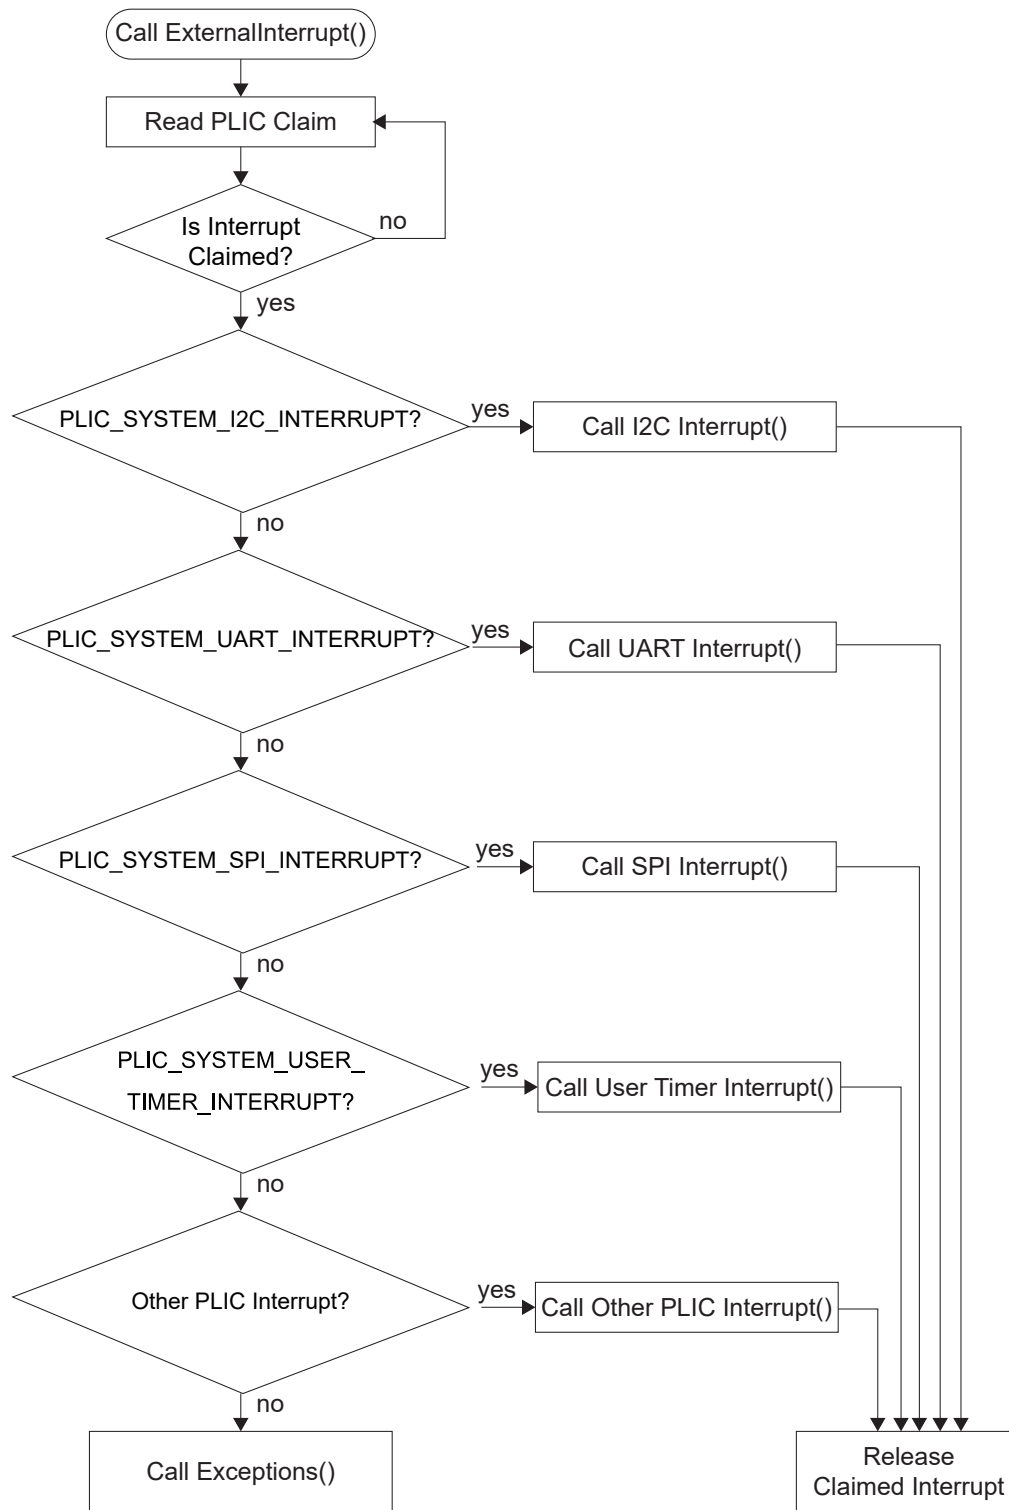 Call ExternalInterrupt()
Read PLIC Claim
Is Interrupt
Claimed?
no
yes
PLIC_SYSTEM_I2C_INTERRUPT?
yes
Call I2C Interrupt()
no
PLIC_SYSTEM_UART_INTERRUPT?
yes
Call UART Interrupt()
no
PLIC_SYSTEM_SPI_INTERRUPT?
yes
Call SPI Interrupt()
no
PLIC_SYSTEM_USER_
TIMER_INTERRUPT?
yes
Call User Timer Interrupt()
no
Other PLIC Interrupt?
yes
Call Other PLIC Interrupt()
no
Call Exceptions()
Release
Claimed Interrupt